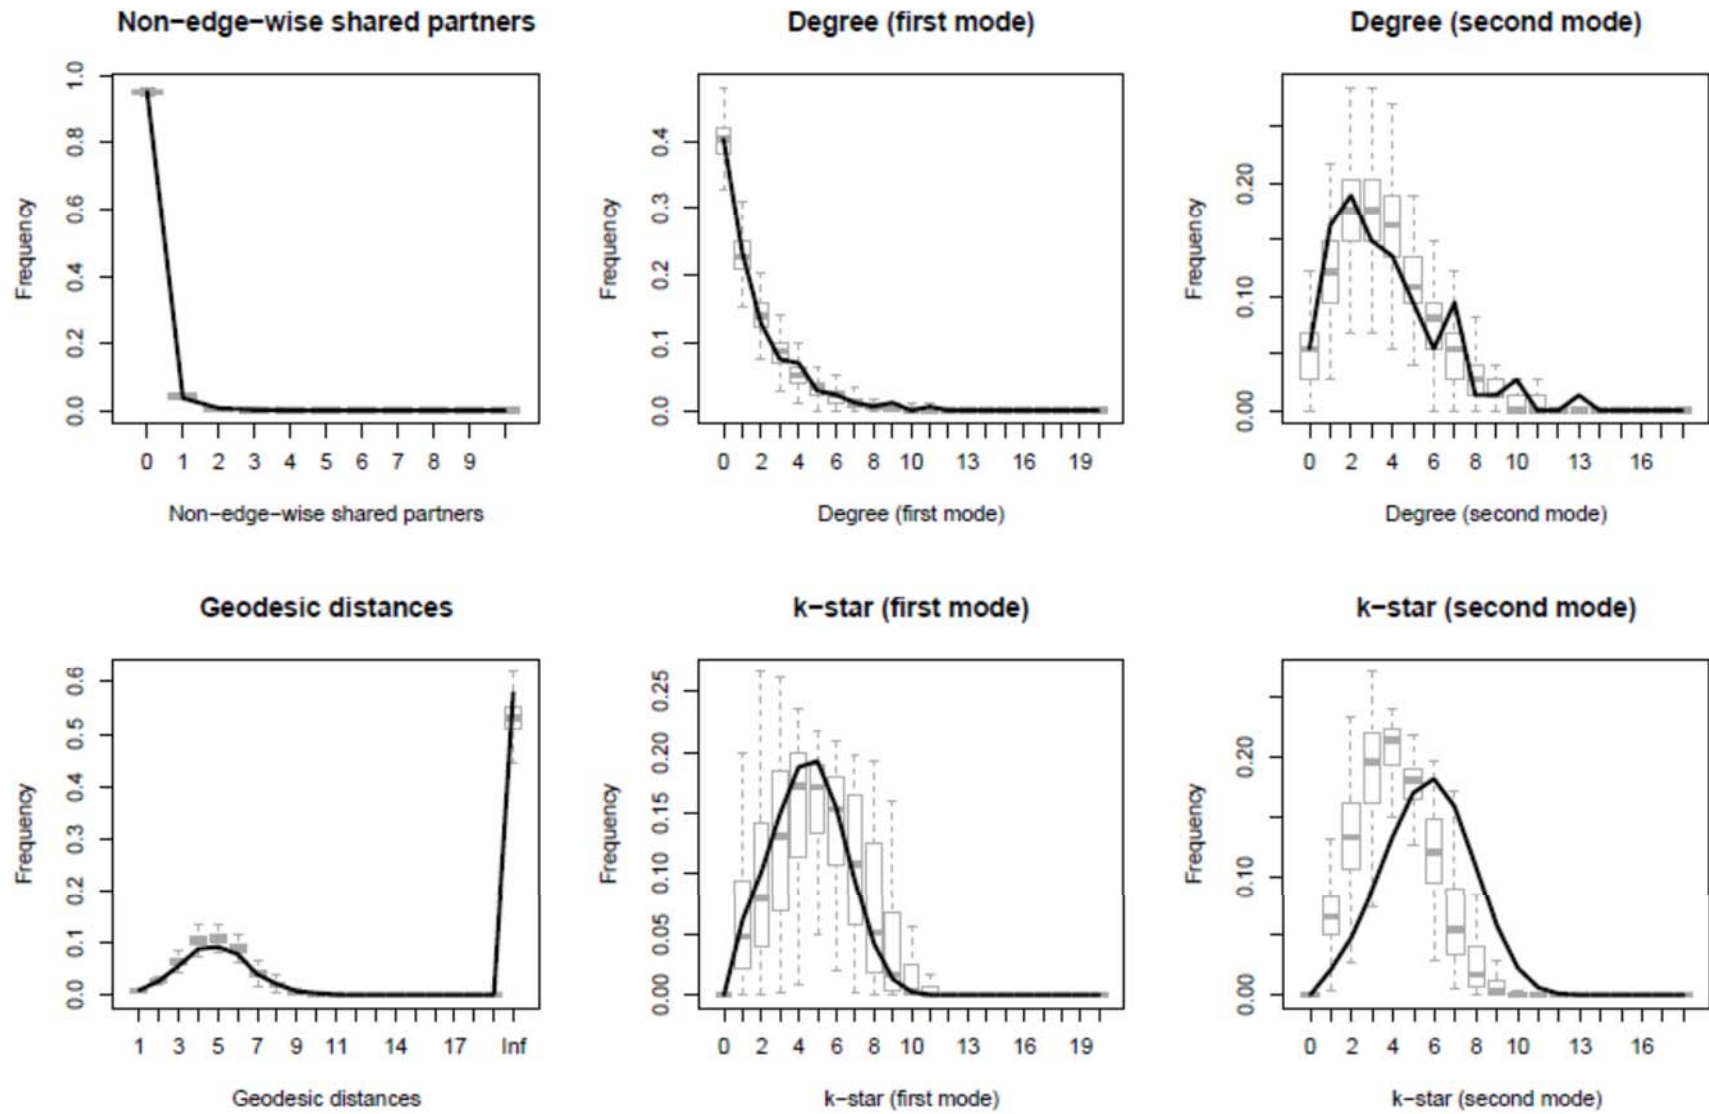 Non−edge−wise shared partners
Frequency
0.0 0.2 0.4 0.6 0.8 1.0
0 1 2 3 4 5 6 7 8 9
Non−edge−wise shared partners
Degree (first mode)
Frequency
0.0 0.1 0.2 0.3 0.4
0 2 4 6 8 10 13 16 19
Degree (first mode)
Degree (second mode)
Frequency
0.00 0.10 0.20
0 2 4 6 8 10 13 16
Degree (second mode)
Geodesic distances
Frequency
0.0 0.1 0.2 0.3 0.4 0.5 0.6
1 3 5 7 9 11 14 17 Inf
Geodesic distances
k−star (first mode)
Frequency
0.00 0.05 0.10 0.15 0.20 0.25
0 2 4 6 8 10 13 16 19
k−star (first mode)
k−star (second mode)
Frequency
0.00 0.10 0.20
0 2 4 6 8 10 13 16
k−star (second mode)